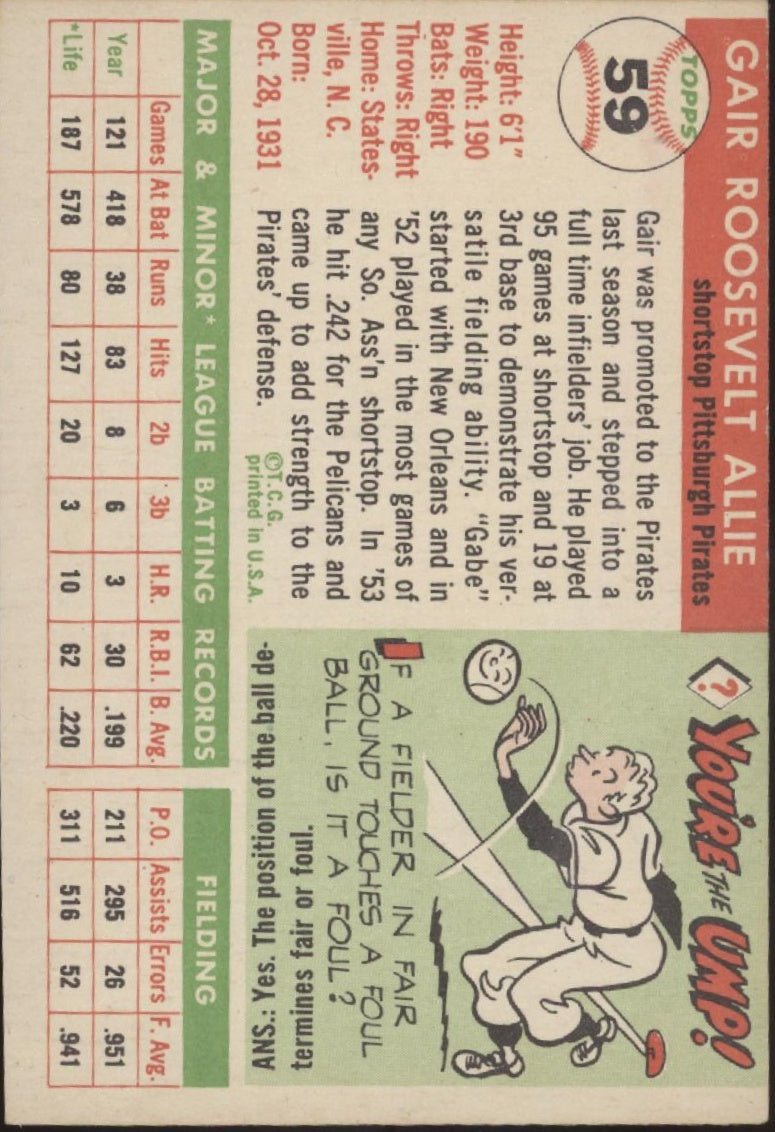 GAIR ROOSEVELT ALLIE
shortstop Pittsburgh Pirates
TOPPS
59
Height: 6'1"
Weight: 190
Bats: Right
Throws: Right
Home: States-
ville, N. C.
Born:
Oct. 28, 1931
Gair was promoted to the Pirates
last season and stepped into a
full time infielders' job. He played
95 games at shortstop and 19 at
3rd base to demonstrate his ver-
satile fielding ability. "Gabe"
started with New Orleans and in
'52 played in the most games of
any So. Ass'n shortstop. In '53
he hit .242 for the Pelicans and
came up to add strength to the
Pirates' defense.
©T.C.G.
printed in U.S.A.
?
YOU'RE THE UMP!
IF A FIELDER IN FAIR
GROUND TOUCHES A FOUL
BALL, IS IT A FOUL?
ANS.: Yes. The position of the ball de-
termines fair or foul.
MAJOR & MINOR* LEAGUE BATTING RECORDS FIELDING
Games At Bat Runs Hits 2b 3b H.R. R.B.I. B. Avg. P.O. Assists Errors F. Avg.
Year 121 418 38 83 8 6 3 30 .199 211 295 26 .951
*Life 187 578 80 127 20 3 10 62 .220 311 516 52 .941